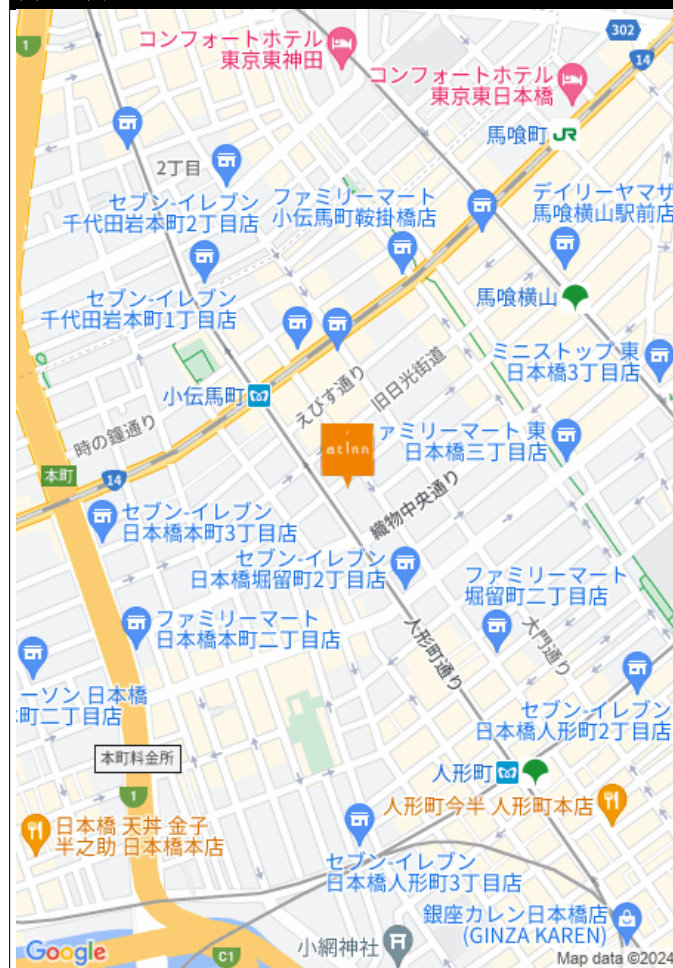 1
コンフォートホテル
東京東神田
302
14
コンフォートホテル
東京東日本橋
馬喰町 JR
2丁目
セブン-イレブン
千代田岩本町2丁目店
ファミリーマート
小伝馬町鞍掛橋店
デイリーヤマザ
馬喰横山駅前店
セブン-イレブン
千代田岩本町1丁目店
馬喰横山
ミニストップ 東
日本橋3丁目店
小伝馬町
えびす通り
旧日光街道
時の鐘通り
atinn
ァミリーマート 東
日本橋三丁目店
本町
14
織物中央通り
セブン-イレブン
日本橋本町3丁目店
セブン-イレブン
日本橋堀留町2丁目店
ファミリーマート
堀留町二丁目店
ファミリーマート
日本橋本町二丁目店
人形町通り
大門通り
ーソン 日本橋
町二丁目店
セブン-イレブン
日本橋人形町2丁目店
本町料金所
人形町
1
人形町今半 人形町本店
日本橋 天丼 金子
半之助 日本橋本店
セブン-イレブン
日本橋人形町3丁目店
銀座カレン日本橋店
(GINZA KAREN)
小網神社
Google
C1
Map data ©2024